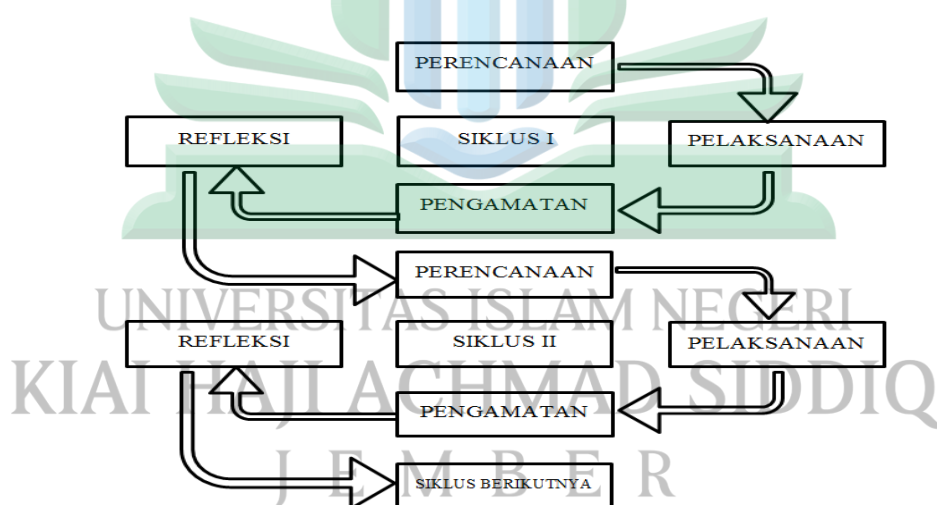 PERENCANAAN
REFLEKSI SIKLUS I PELAKSANAAN
PENGAMATAN
PERENCANAAN
UNIVERSITAS ISLAM NEGERI
REFLEKSI SIKLUS II PELAKSANAAN
KIAI HAJI ACHMAD SIDDIQ
PENGAMATAN
JEMBER
SIKLUS BERIKUTNYA